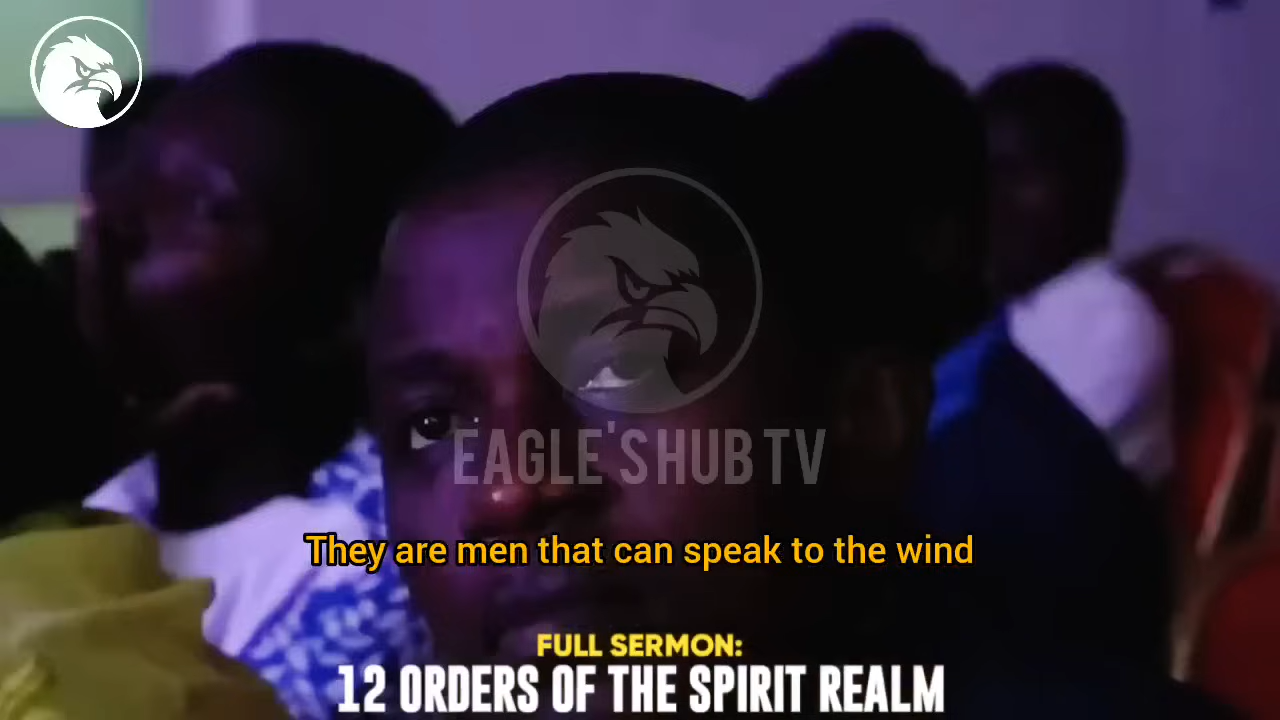 EAGLE'S HUB TV
They are men that can speak to the wind
FULL SERMON:
12 ORDERS OF THE SPIRIT REALM